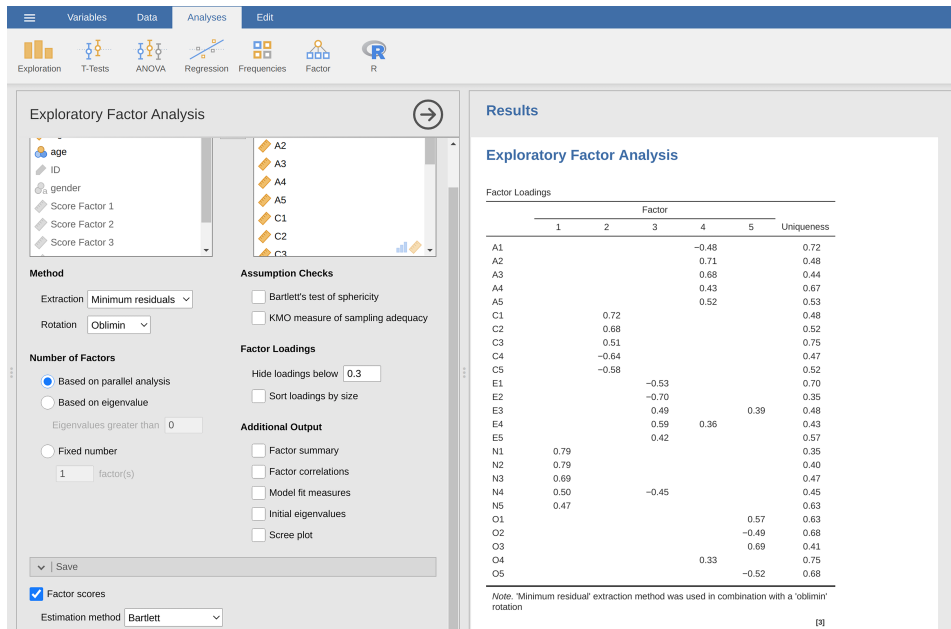 Variables Data Analyses Edit
Exploration T-Tests ANOVA Regression Frequencies Factor R
Exploratory Factor Analysis
age
ID
gender
Score Factor 1
Score Factor 2
Score Factor 3
A2
A3
A4
A5
C1
C2
C3
Method
Extraction Minimum residuals
Rotation Oblimin
Number of Factors
Based on parallel analysis
Based on eigenvalue
Eigenvalues greater than 0
Fixed number
1 factor(s)
Assumption Checks
Bartlett's test of sphericity
KMO measure of sampling adequacy
Factor Loadings
Hide loadings below 0.3
Sort loadings by size
Additional Output
Factor summary
Factor correlations
Model fit measures
Initial eigenvalues
Scree plot
Save
Factor scores
Estimation method Bartlett
Results
Exploratory Factor Analysis
Factor Loadings
Factor
1 2 3 4 5 Uniqueness
A1 −0.48 0.72
A2 0.71 0.48
A3 0.68 0.44
A4 0.43 0.67
A5 0.52 0.53
C1 0.72 0.48
C2 0.68 0.52
C3 0.51 0.75
C4 −0.64 0.47
C5 −0.58 0.52
E1 −0.53 0.70
E2 −0.70 0.35
E3 0.49 0.39 0.48
E4 0.59 0.36 0.43
E5 0.42 0.57
N1 0.79 0.35
N2 0.79 0.40
N3 0.69 0.47
N4 0.50 −0.45 0.45
N5 0.47 0.63
O1 0.57 0.63
O2 −0.49 0.68
O3 0.69 0.41
O4 0.33 0.75
O5 −0.52 0.68
Note. 'Minimum residual' extraction method was used in combination with a 'oblimin'
rotation
[3]